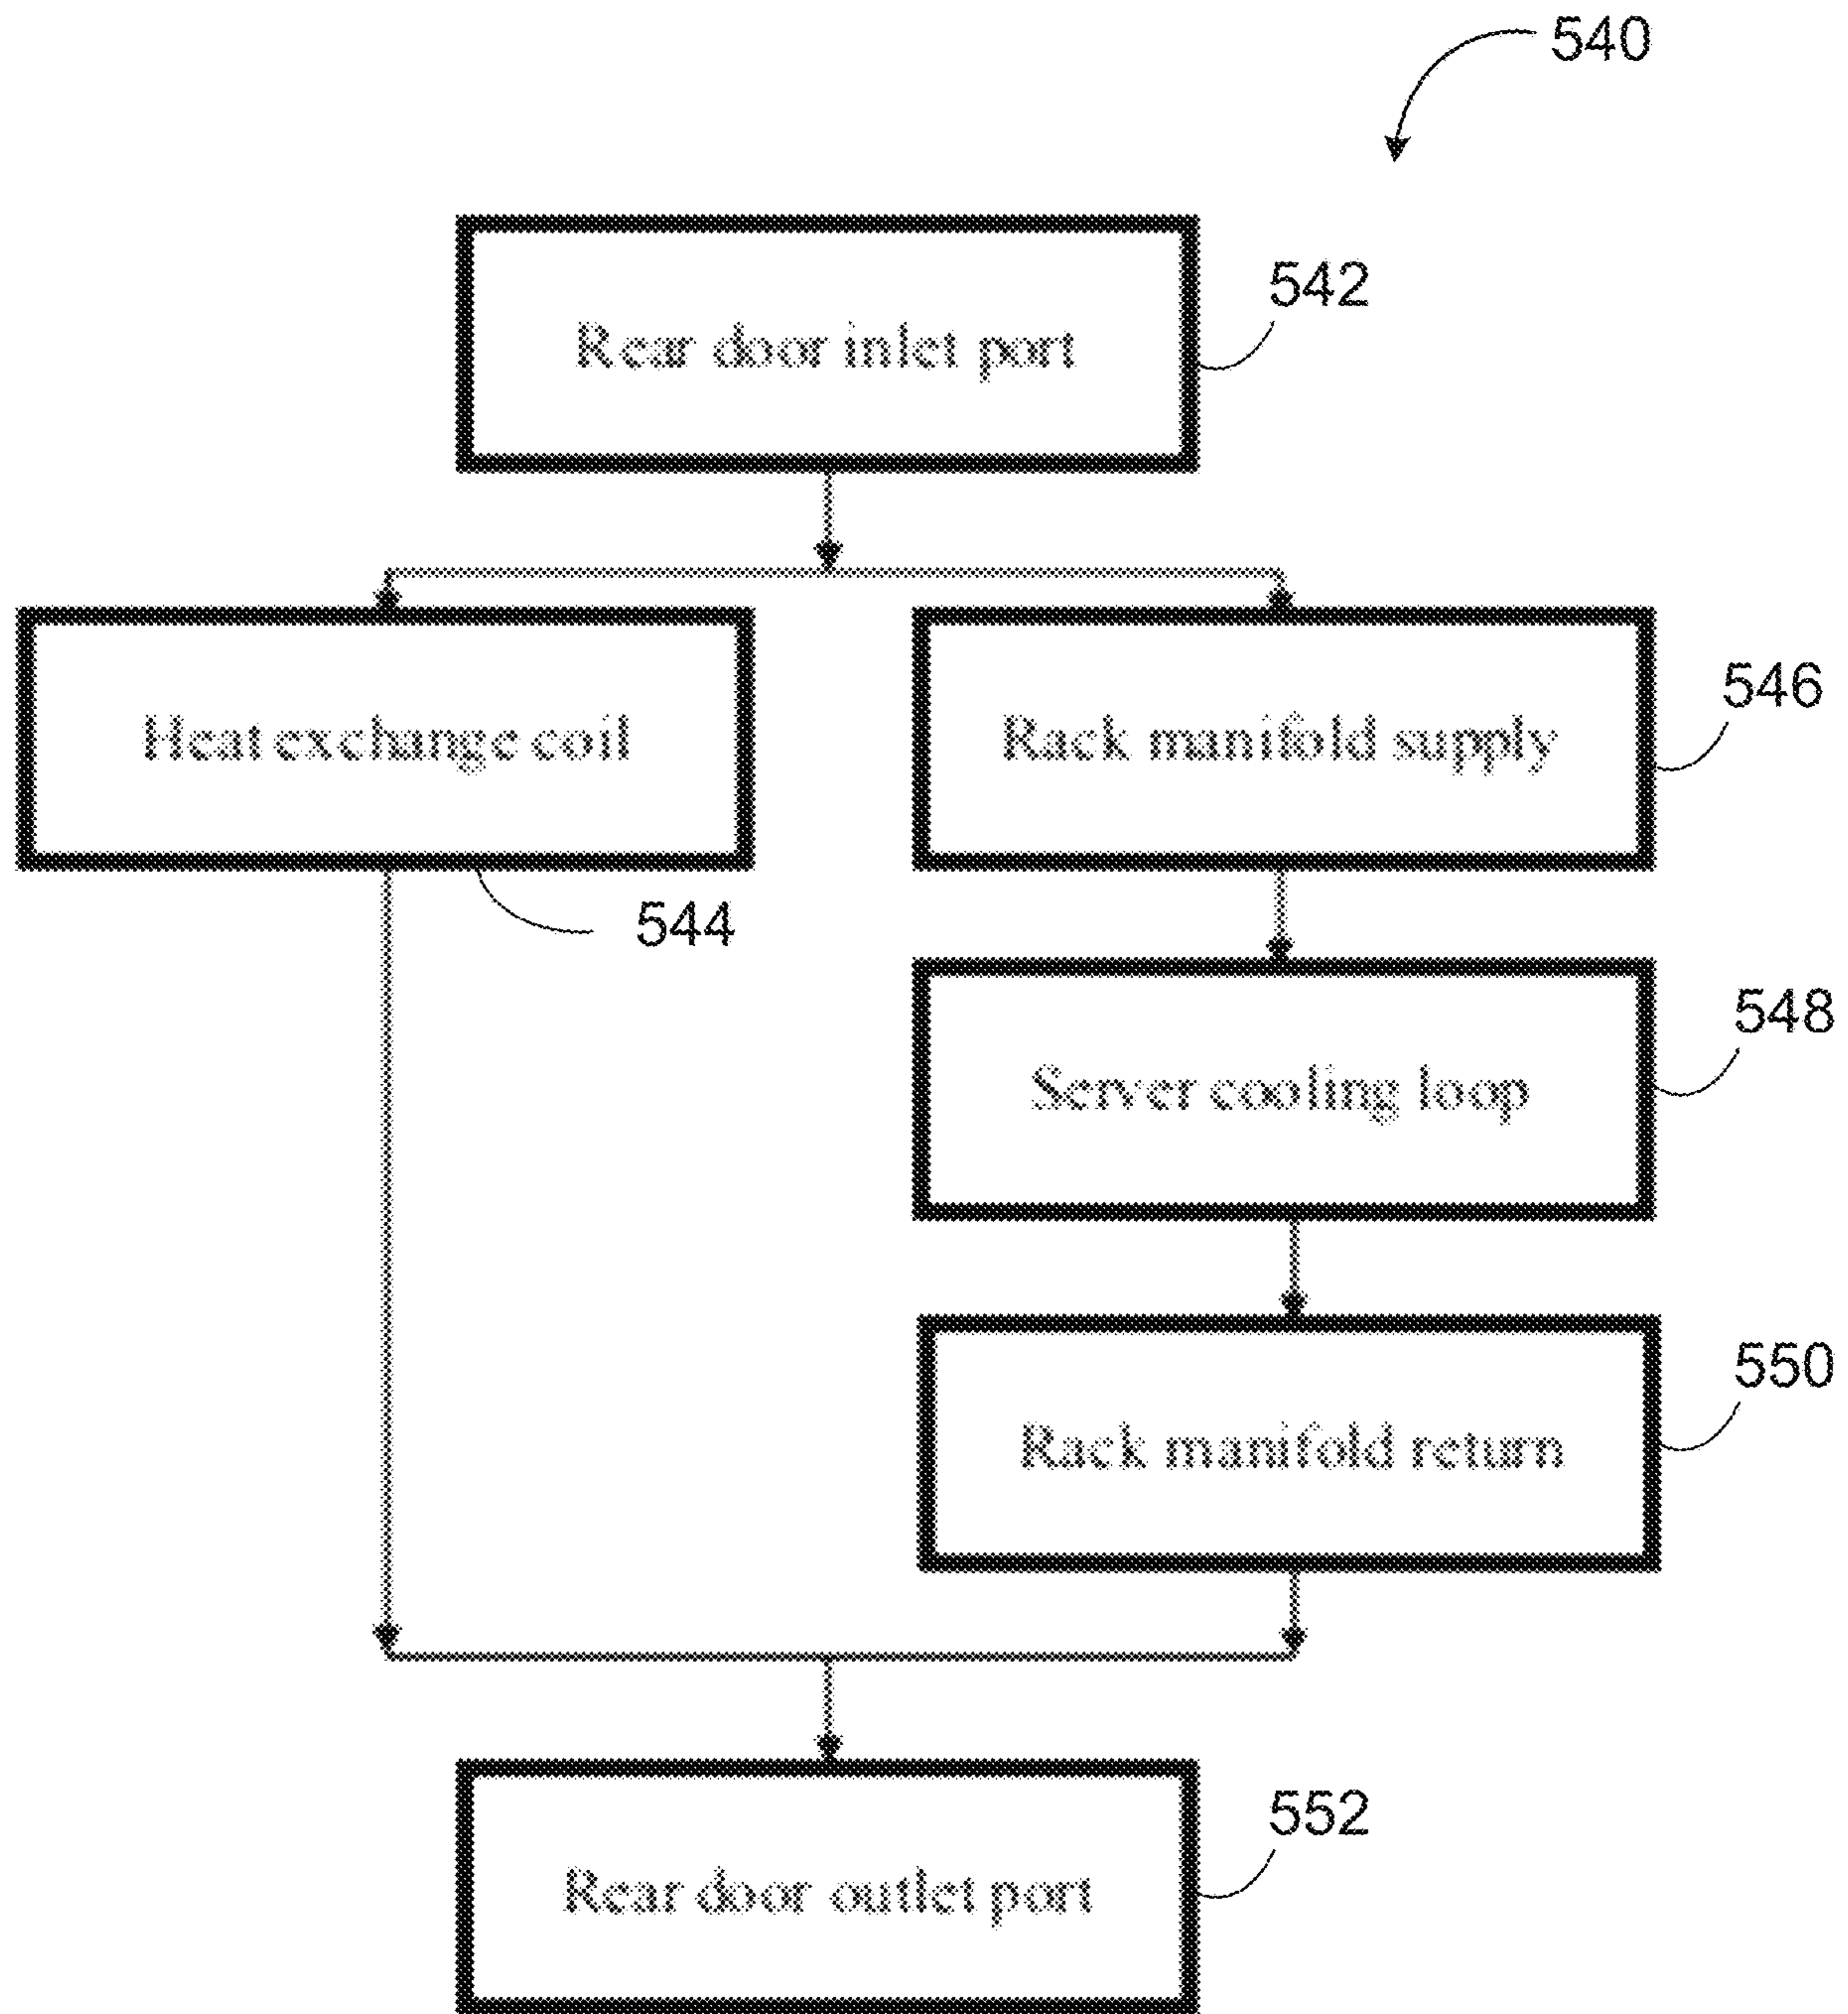 540
Rear door inlet port
542
Heat exchange coil
544
Rack manifold supply
546
Server cooling loop
548
Rack manifold return
550
Rear door outlet port
552